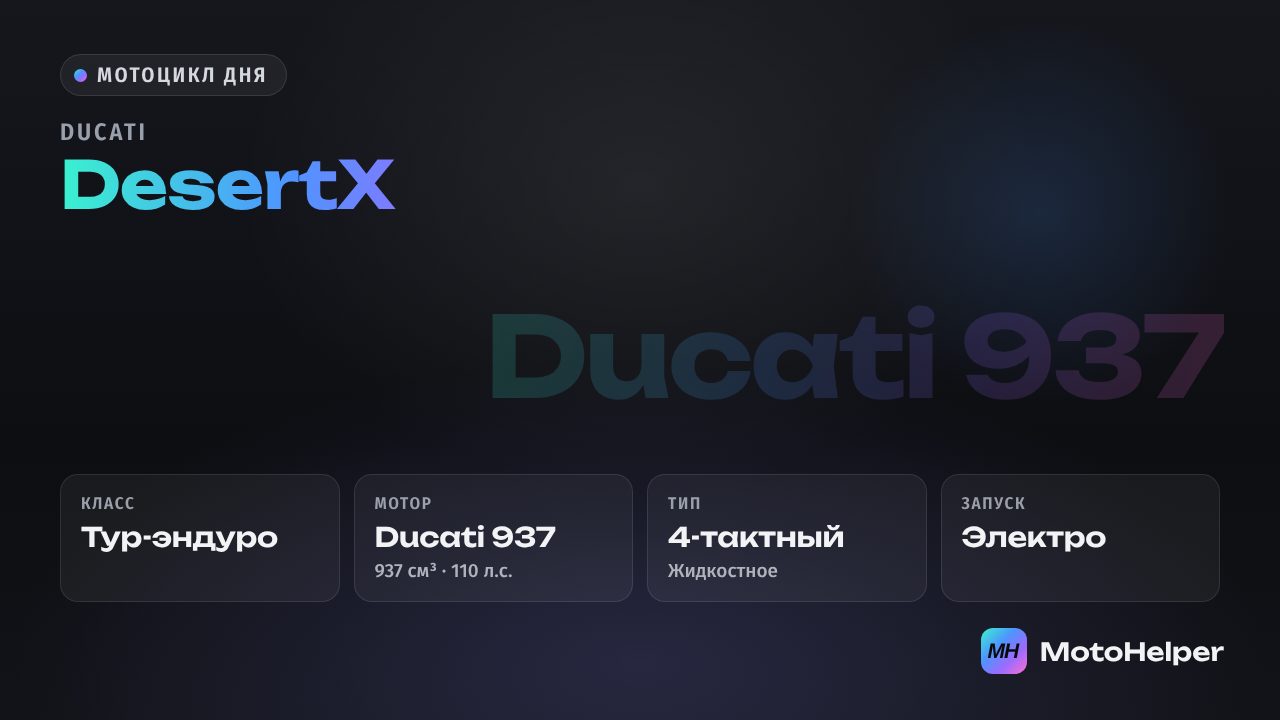 МОТОЦИКЛ ДНЯ
DUCATI
DesertX
Ducati 937
КЛАСС
Тур-эндуро
МОТОР
Ducati 937
937 см³ · 110 л.с.
ТИП
4-тактный
Жидкостное
ЗАПУСК
Электро
MH MotoHelper